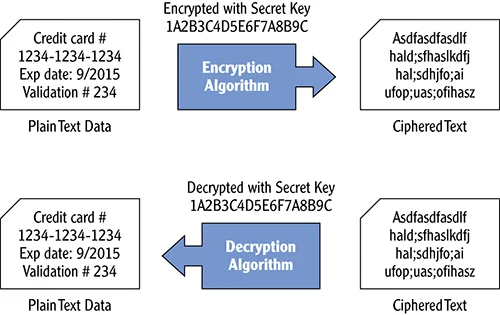 Encrypted with Secret Key
1A2B3C4D5E6F7A8B9C
Credit card #
1234-1234-1234
Exp date: 9/2015
Validation # 234
Encryption
Algorithm
Asdfasdfasdlf
hald;sfhaslkdfj
hal;sdhjfo;ai
ufop;uas;ofihasz
Plain Text Data
Ciphered Text
Decrypted with Secret Key
1A2B3C4D5E6F7A8B9C
Credit card #
1234-1234-1234
Exp date: 9/2015
Validation # 234
Decryption
Algorithm
Asdfasdfasdlf
hald;sfhaslkdfj
hal;sdhjfo;ai
ufop;uas;ofihasz
Plain Text Data
Ciphered Text